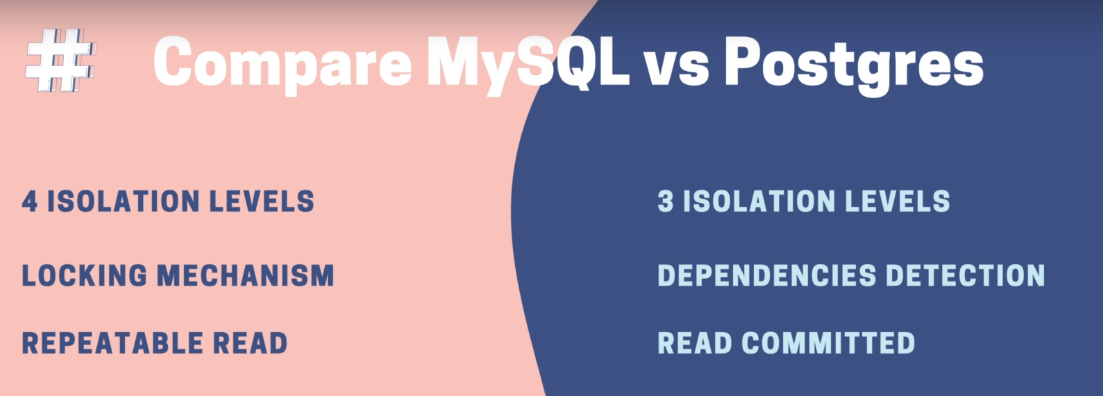 # Compare MySQL vs Postgres
4 ISOLATION LEVELS
3 ISOLATION LEVELS
LOCKING MECHANISM
DEPENDENCIES DETECTION
REPEATABLE READ
READ COMMITTED